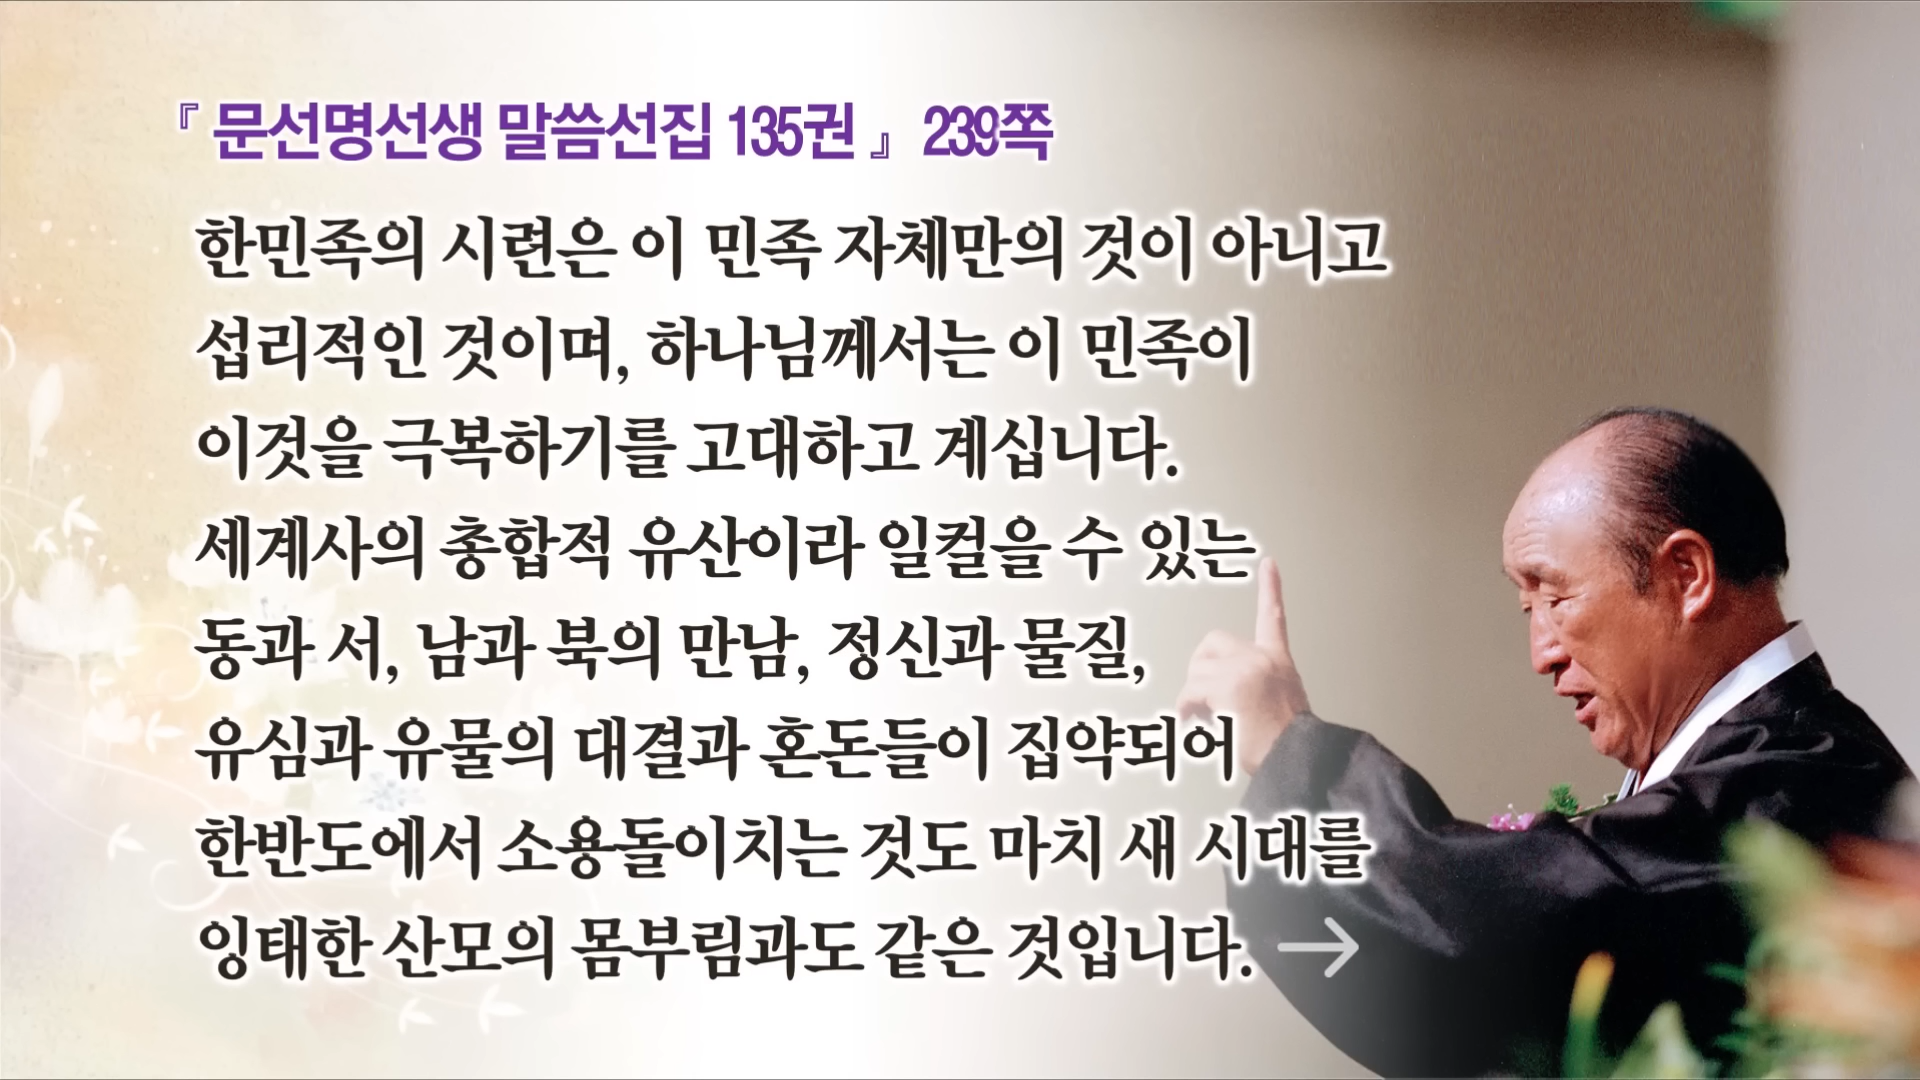 『 문선명선생 말씀선집 135권 』 239쪽
한민족의 시련은 이 민족 자체만의 것이 아니고
섭리적인 것이며, 하나님께서는 이 민족이
이것을 극복하기를 고대하고 계십니다.
세계사의 총합적 유산이라 일컬을 수 있는
동과 서, 남과 북의 만남, 정신과 물질,
유심과 유물의 대결과 혼돈들이 집약되어
한반도에서 소용돌이치는 것도 마치 새 시대를
잉태한 산모의 몸부림과도 같은 것입니다. →